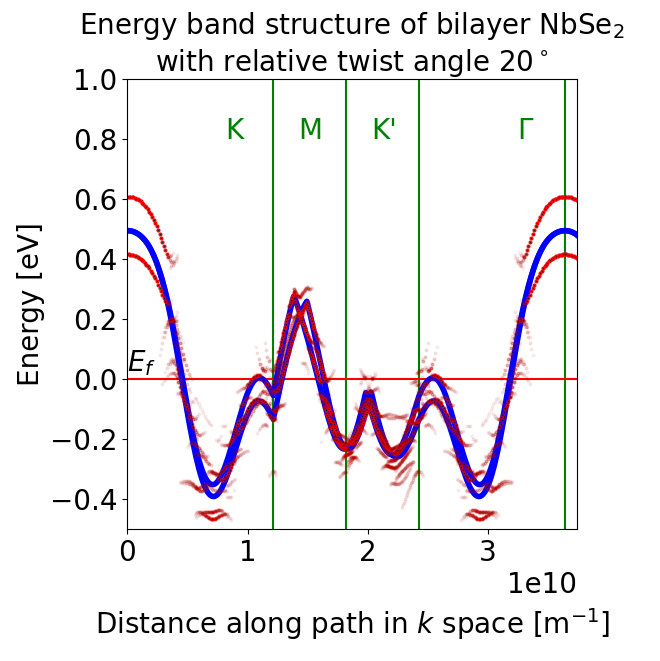 Energy band structure of bilayer NbSe₂
with relative twist angle 20°
1.0
K M K' Γ
0.8
0.6
0.4
0.2
E_f
0.0
−0.2
−0.4
Energy [eV]
0 1 2 3
1e10
Distance along path in k space [m⁻¹]